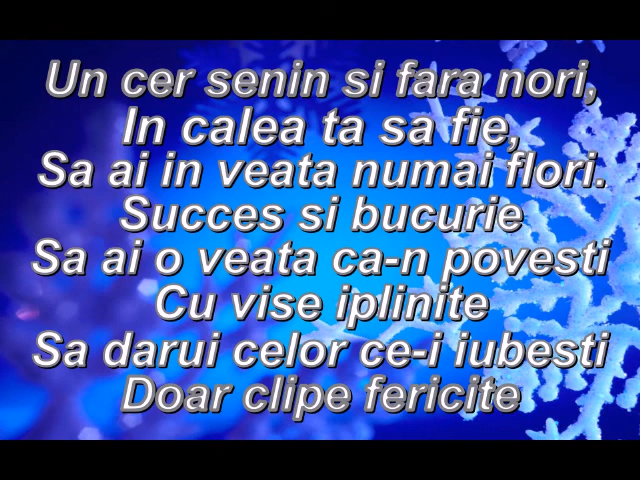 Un cer senin si fara nori,
In calea ta sa fie,
Sa ai in veata numai flori.
Succes si bucurie
Sa ai o veata ca-n povesti
Cu vise iplinite
Sa darui celor ce-i iubesti
Doar clipe fericite